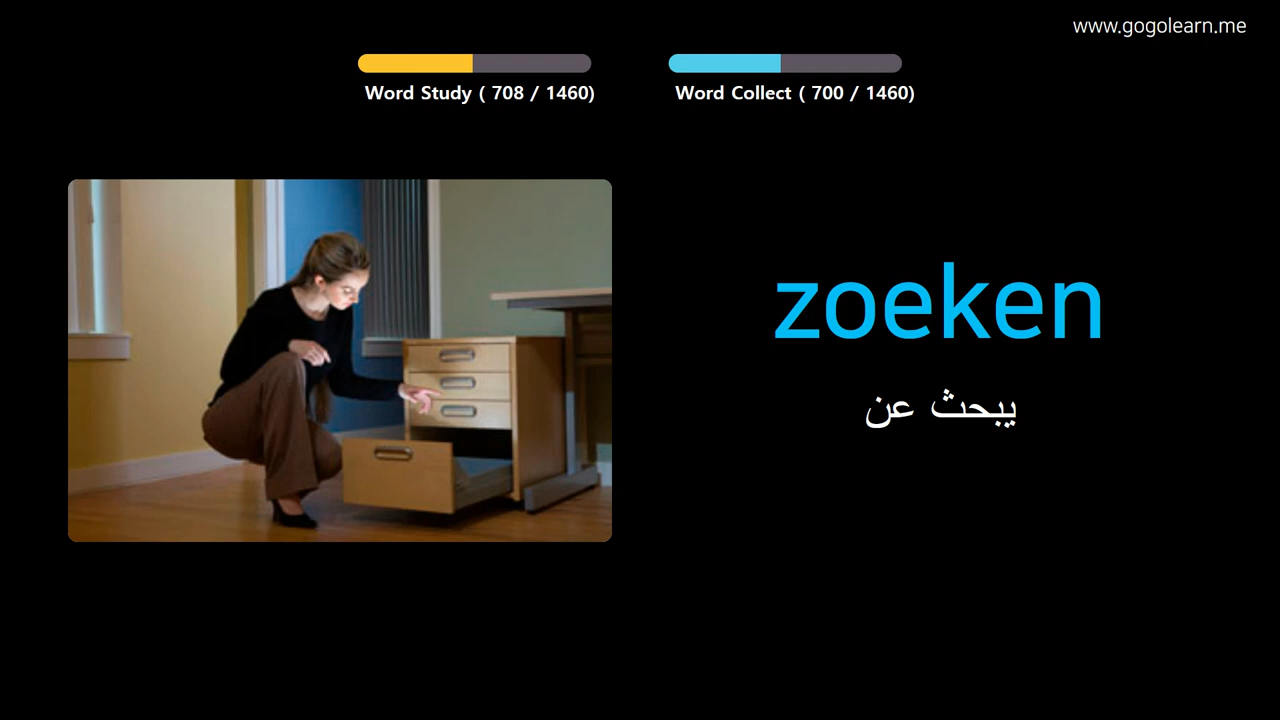 www.gogolearn.me
Word Study ( 708 / 1460)
Word Collect ( 700 / 1460)
zoeken
يبحث عن